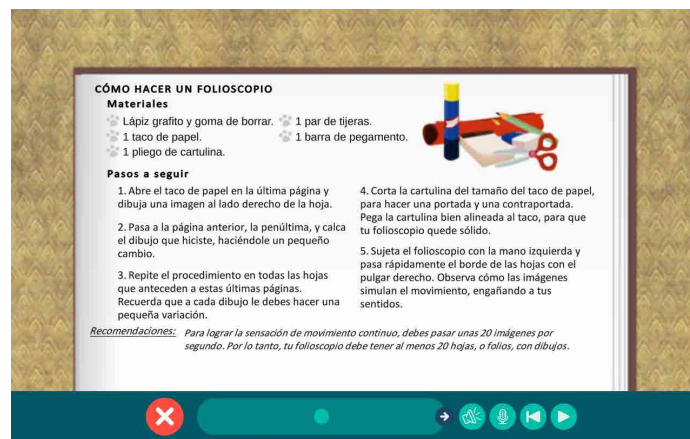 CÓMO HACER UN FOLIOSCOPIO
Materiales
Lápiz grafito y goma de borrar.
1 taco de papel.
1 pliego de cartulina.
1 par de tijeras.
1 barra de pegamento.
Pasos a seguir
1. Abre el taco de papel en la última página y
dibuja una imagen al lado derecho de la hoja.
2. Pasa a la página anterior, la penúltima, y calca
el dibujo que hiciste, haciéndole un pequeño
cambio.
3. Repite el procedimiento en todas las hojas
que anteceden a estas últimas páginas.
Recuerda que a cada dibujo le debes hacer una
pequeña variación.
4. Corta la cartulina del tamaño del taco de papel,
para hacer una portada y una contraportada.
Pega la cartulina bien alineada al taco, para que
tu folioscopio quede sólido.
5. Sujeta el folioscopio con la mano izquierda y
pasa rápidamente el borde de las hojas con el
pulgar derecho. Observa cómo las imágenes
simulan el movimiento, engañando a tus
sentidos.
Recomendaciones: Para lograr la sensación de movimiento continuo, debes pasar unas 20 imágenes por
segundo. Por lo tanto, tu folioscopio debe tener al menos 20 hojas, o folios, con dibujos.